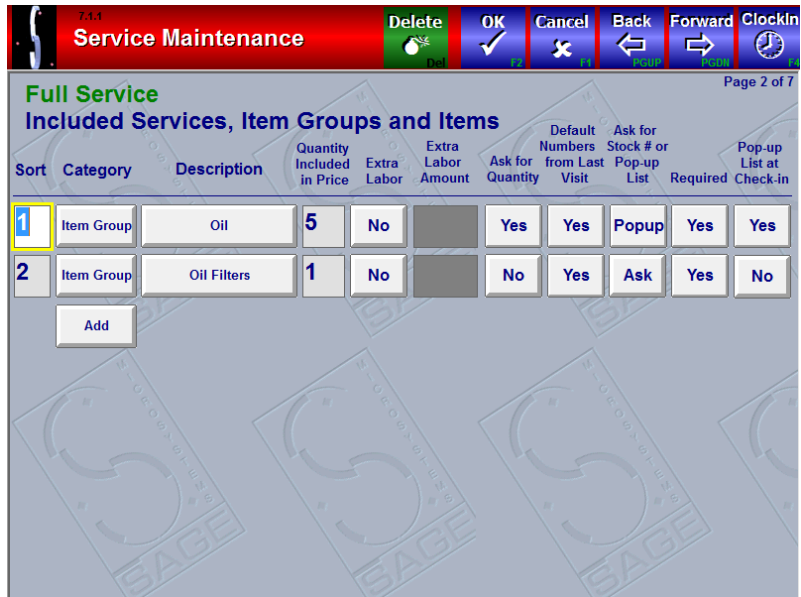 7.1.1
Service Maintenance
Delete
Del
OK
F2
Cancel
F1
Back
PGUP
Forward
PGDN
ClockIn
F4
Page 2 of 7
Full Service
Included Services, Item Groups and Items
Sort
Category
Description
Quantity
Included
in Price
Extra
Labor
Extra
Labor
Amount
Ask for
Quantity
Default
Numbers
from Last
Visit
Ask for
Stock # or
Pop-up
List
Required
Pop-up
List at
Check-in
1 Item Group Oil 5 No Yes Yes Popup Yes Yes
2 Item Group Oil Filters 1 No No Yes Ask Yes No
Add
MICROSYSTEMS
SAGE
SAGE
SAGE
SAGE